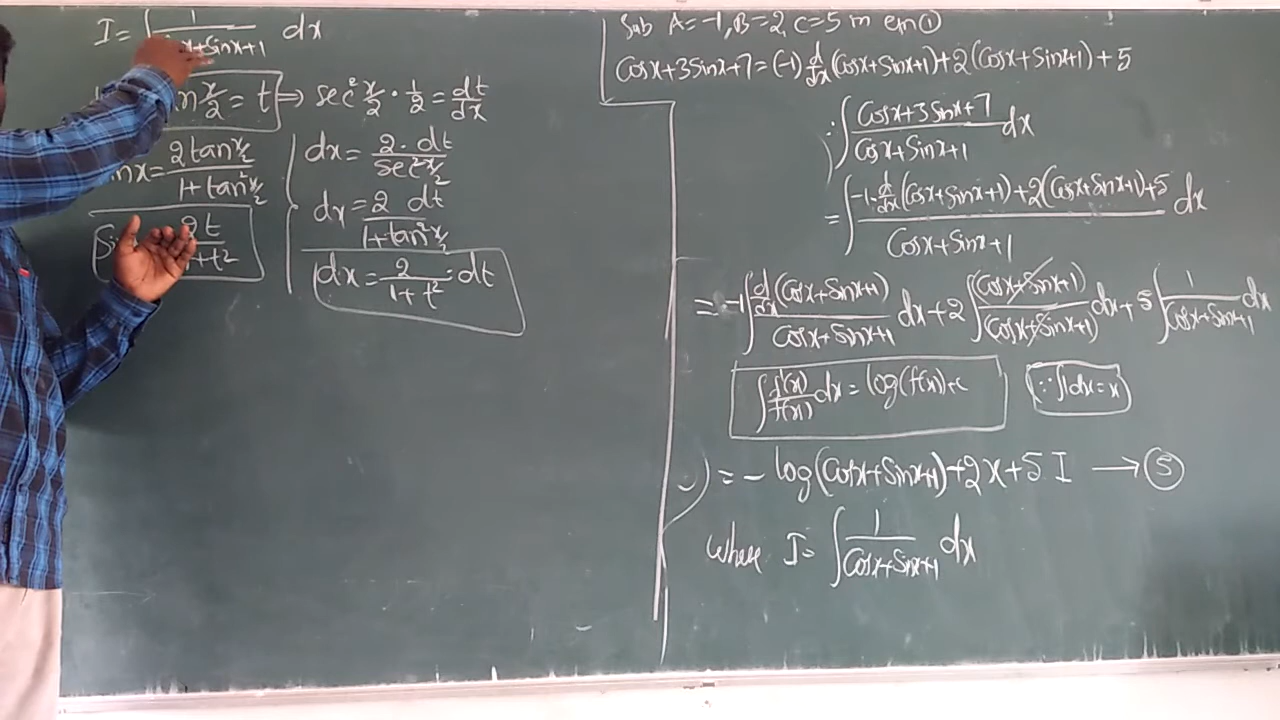 I = ∫ 1/(x+Sinx+1) dx
tan x/2 = t ⇒ sec² x/2 · 1/2 = dt/dx
Sinx = 2tan x/2 / (1+tan² x/2)
2t
dx = 2·dt / sec² x/2
dx = 2 dt / (1+tan² x/2)
dx = 2/(1+t²) · dt
Sub A=-1, B=2, C=5 in eqn ①
Cosx+3Sinx+7 = (-1) d/dx (Cosx+Sinx+1)+2(Cosx+Sinx+1)+5
∴ ∫ (Cosx+3Sinx+7)/(Cosx+Sinx+1) dx
= ∫ (-1·d/dx (Cosx+Sinx+1)+2(Cosx+Sinx+1)+5)/(Cosx+Sinx+1) dx
= -1 ∫ d/dx (Cosx+Sinx+1)/(Cosx+Sinx+1) dx + 2 ∫ (Cosx+Sinx+1)/(Cosx+Sinx+1) dx + 5 ∫ 1/(Cosx+Sinx+1) dx
∫ f'(x)/f(x) dx = log(f(x))+c
∵ ∫1dx = x
= - log(Cosx+Sinx+1)+2x+5 I → ⑤
Where I = ∫ 1/(Cosx+Sinx+1) dx